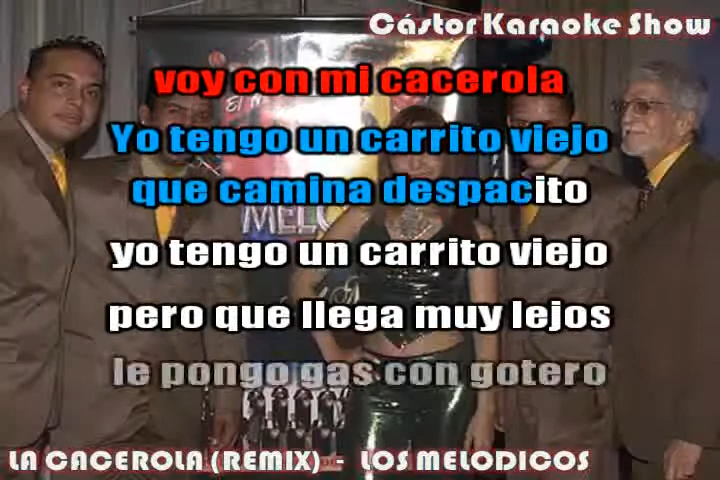 Cástor Karaoke Show
voy con mi cacerola
Yo tengo un carrito viejo
que camina despacito
yo tengo un carrito viejo
pero que llega muy lejos
le pongo gas con gotero
LA CACEROLA (REMIX) - LOS MELODICOS